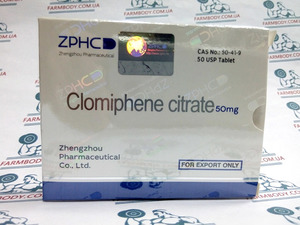 ZPHC
Zhengzhou Pharmaceutical
CAS No.: 50-41-9
50 USP Tablet
Clomiphene citrate 50mg
Zhengzhou
Pharmaceutical
Co., Ltd.
FOR EXPORT ONLY
WWW.FARMBODY.COM.UA